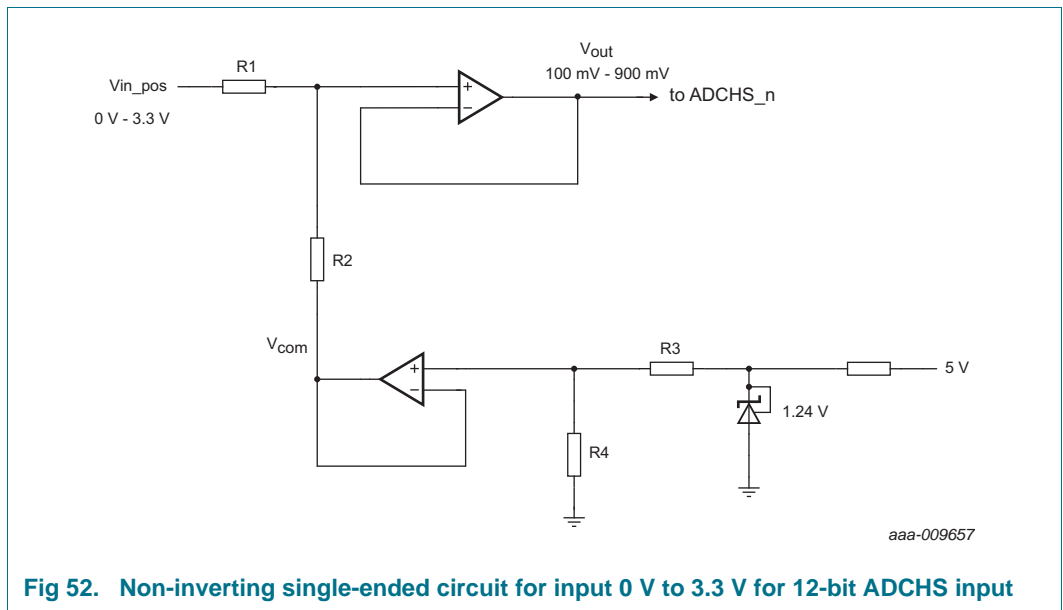 R1
Vin_pos
0 V - 3.3 V
Vout
100 mV - 900 mV
+
−
to ADCHS_n
R2
Vcom
+
−
R3
5 V
1.24 V
R4
aaa-009657
Fig 52. Non-inverting single-ended circuit for input 0 V to 3.3 V for 12-bit ADCHS input